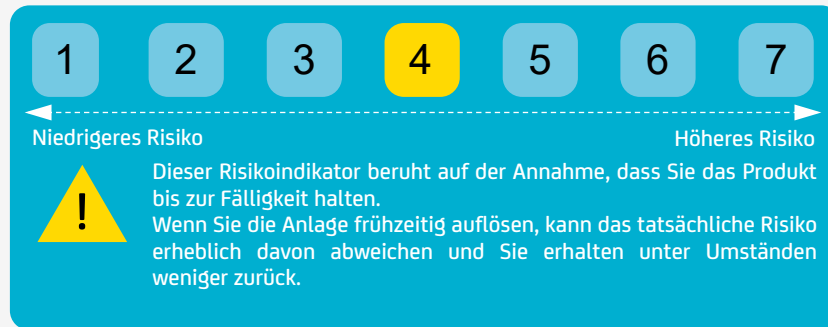 1 2 3 4 5 6 7
Niedrigeres Risiko Höheres Risiko
!
Dieser Risikoindikator beruht auf der Annahme, dass Sie das Produkt
bis zur Fälligkeit halten.
Wenn Sie die Anlage frühzeitig auflösen, kann das tatsächliche Risiko
erheblich davon abweichen und Sie erhalten unter Umständen
weniger zurück.